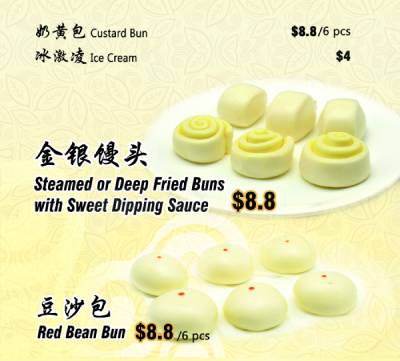 奶黄包 Custard Bun $8.8/6 pcs
冰激凌 Ice Cream $4
金银馒头
Steamed or Deep Fried Buns
with Sweet Dipping Sauce $8.8
豆沙包
Red Bean Bun $8.8/6 pcs